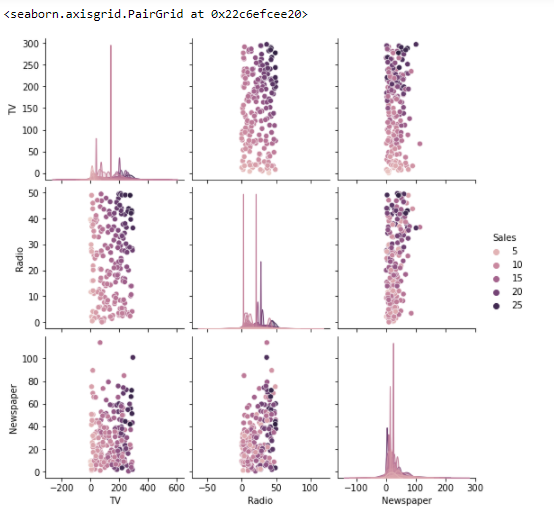 <seaborn.axisgrid.PairGrid at 0x22c6efcee20>
300
250
200
150
100
50
0
TV
50
40
30
20
10
0
Radio
Sales
5
10
15
20
25
100
80
60
40
20
0
Newspaper
−200 0 200 400 600
−50 0 50 100
−100 0 100 200 300
TV Radio Newspaper